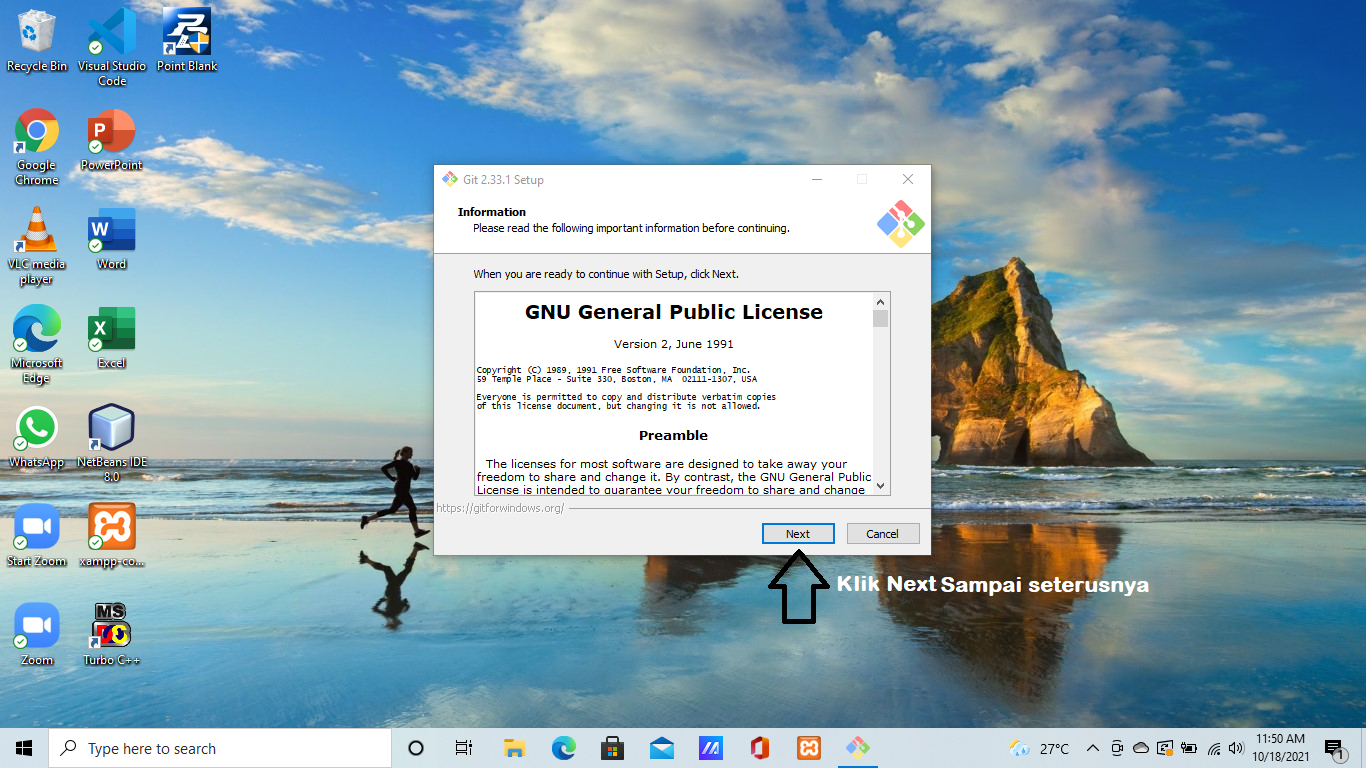 Recycle Bin
Visual Studio
Code
Point Blank
Google
Chrome
PowerPoint
VLC media
player
Word
Microsoft
Edge
Excel
WhatsApp
NetBeans IDE
8.0
Start Zoom
xampp-co...
Zoom
MS
Turbo C++
Git 2.33.1 Setup
Information
Please read the following important information before continuing.
When you are ready to continue with Setup, click Next.
GNU General Public License
Version 2, June 1991
Copyright (C) 1989, 1991 Free Software Foundation, Inc.
59 Temple Place - Suite 330, Boston, MA  02111-1307, USA
Everyone is permitted to copy and distribute verbatim copies
of this license document, but changing it is not allowed.
Preamble
The licenses for most software are designed to take away your
freedom to share and change it. By contrast, the GNU General Public
License is intended to guarantee your freedom to share and change
https://gitforwindows.org/
Next
Cancel
Klik Next Sampai seterusnya
Type here to search
27°C
11:50 AM
10/18/2021
1